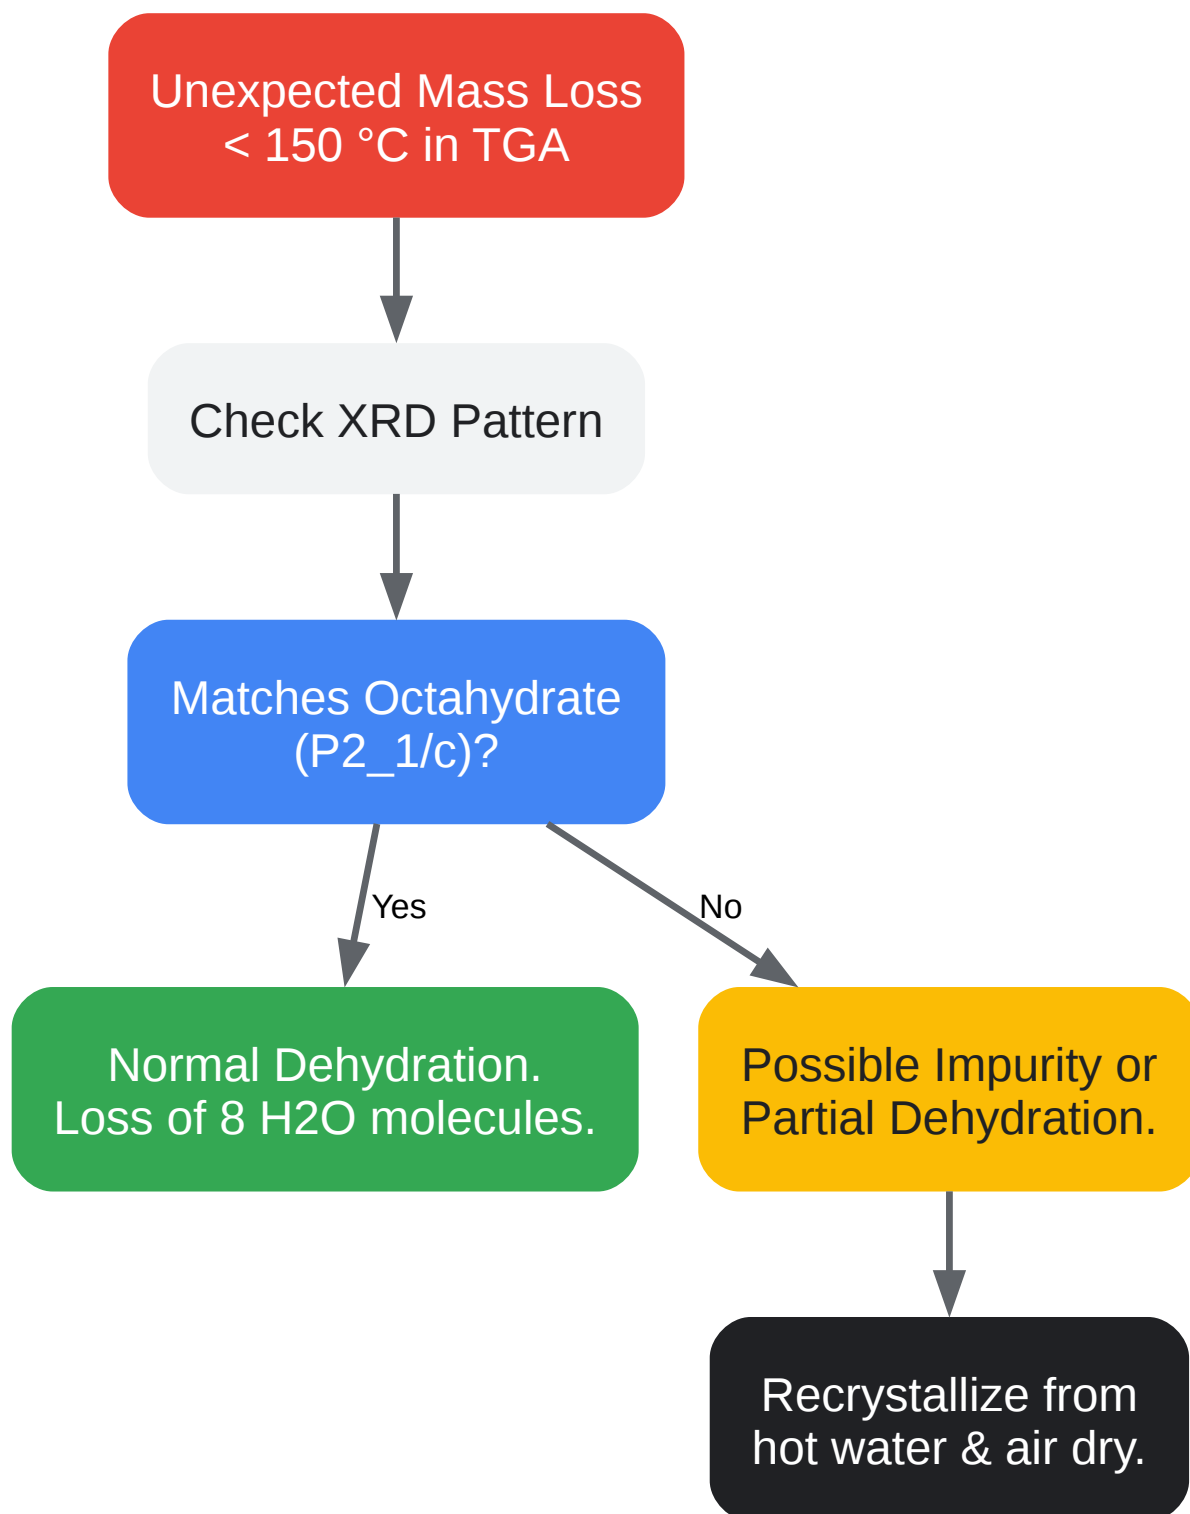 Unexpected Mass Loss
< 150 °C in TGA
Check XRD Pattern
Matches Octahydrate
(P2_1/c)?
Yes
No
Normal Dehydration.
Loss of 8 H2O molecules.
Possible Impurity or
Partial Dehydration.
Recrystallize from
hot water & air dry.